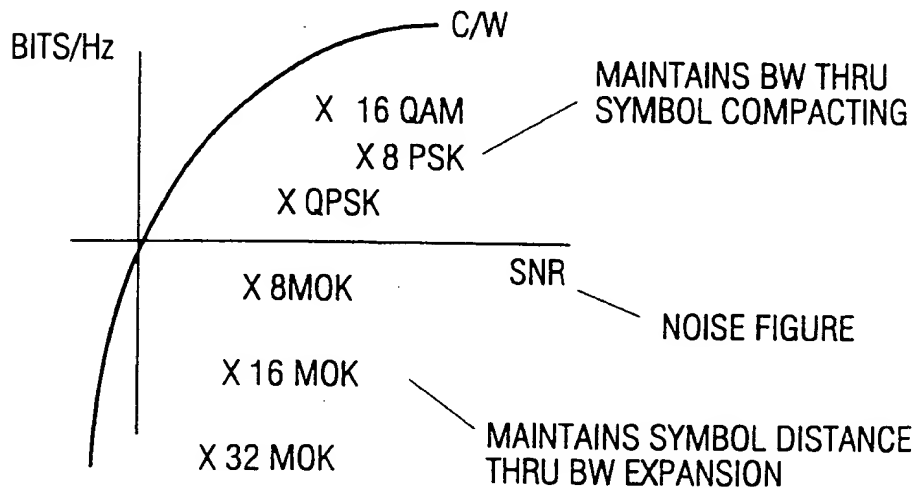 C/W
BITS/Hz
MAINTAINS BW THRU
SYMBOL COMPACTING
X 16 QAM
X 8 PSK
X QPSK
SNR
X 8MOK
NOISE FIGURE
X 16 MOK
MAINTAINS SYMBOL DISTANCE
THRU BW EXPANSION
X 32 MOK